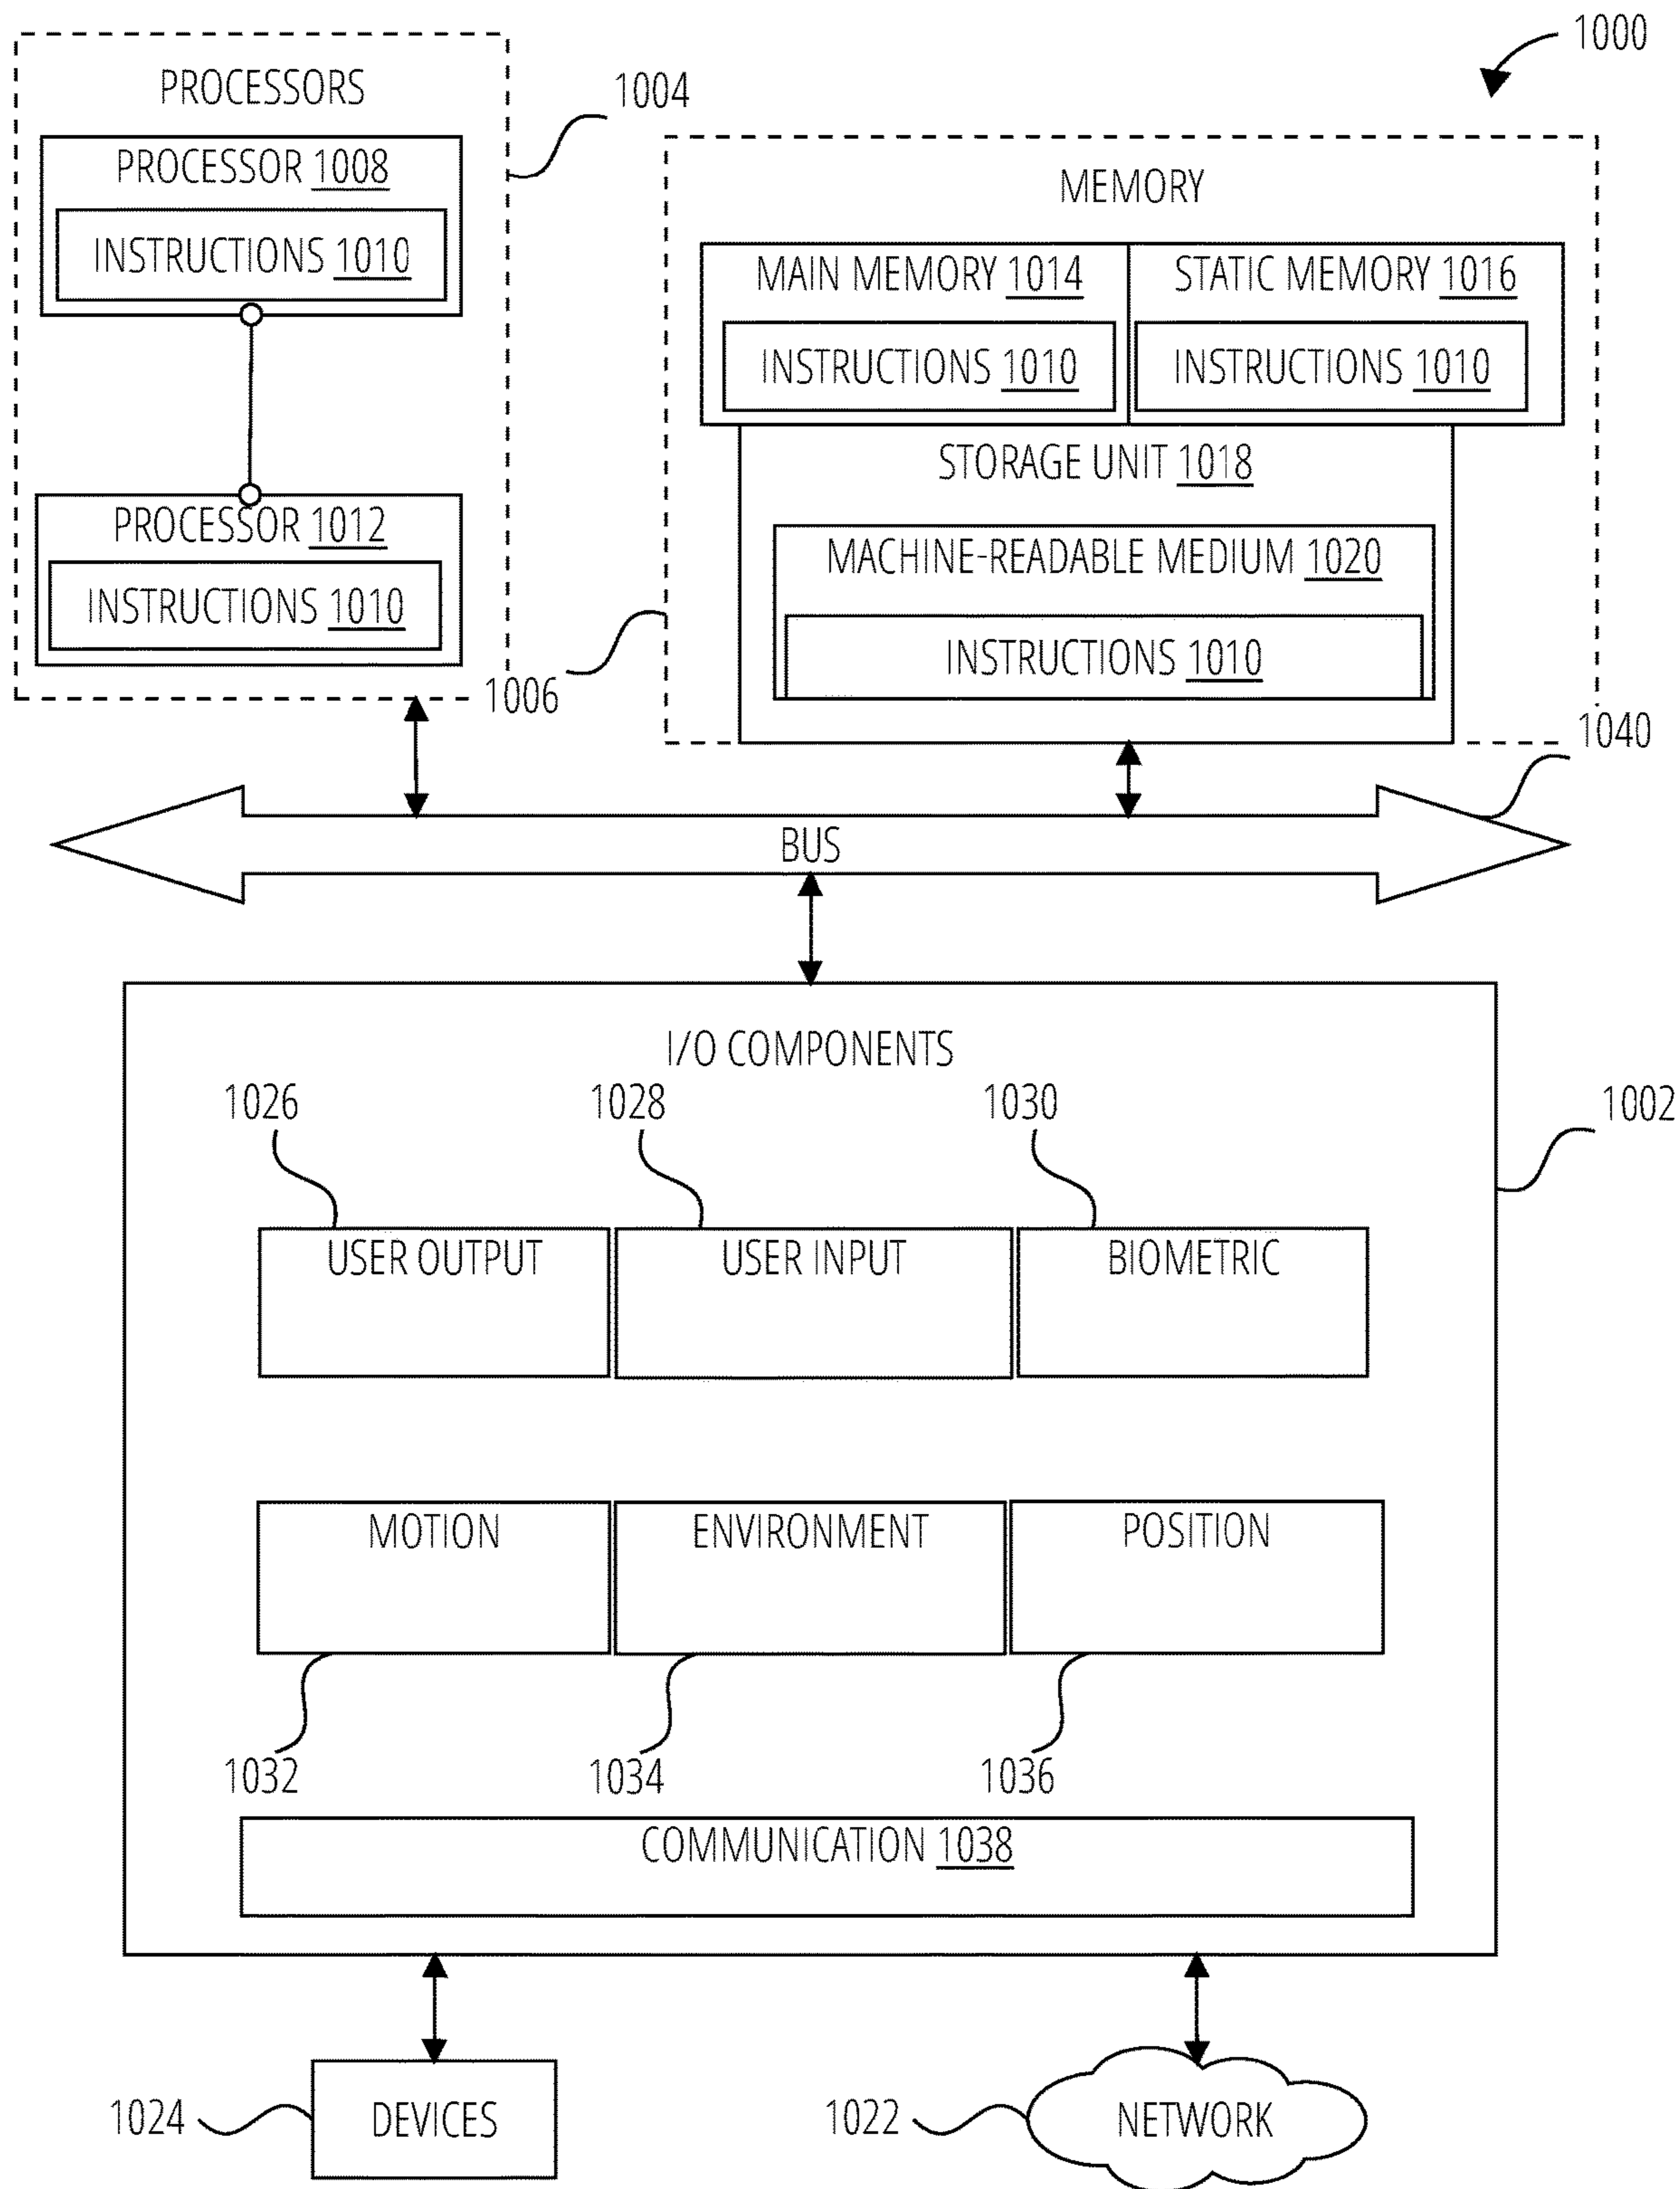 1000
PROCESSORS
1004
PROCESSOR 1008
INSTRUCTIONS 1010
PROCESSOR 1012
INSTRUCTIONS 1010
MEMORY
MAIN MEMORY 1014
INSTRUCTIONS 1010
STATIC MEMORY 1016
INSTRUCTIONS 1010
STORAGE UNIT 1018
MACHINE-READABLE MEDIUM 1020
INSTRUCTIONS 1010
1006
1040
BUS
I/O COMPONENTS
1002
1026
1028
1030
USER OUTPUT
USER INPUT
BIOMETRIC
MOTION
ENVIRONMENT
POSITION
1032
1034
1036
COMMUNICATION 1038
1024
DEVICES
1022
NETWORK